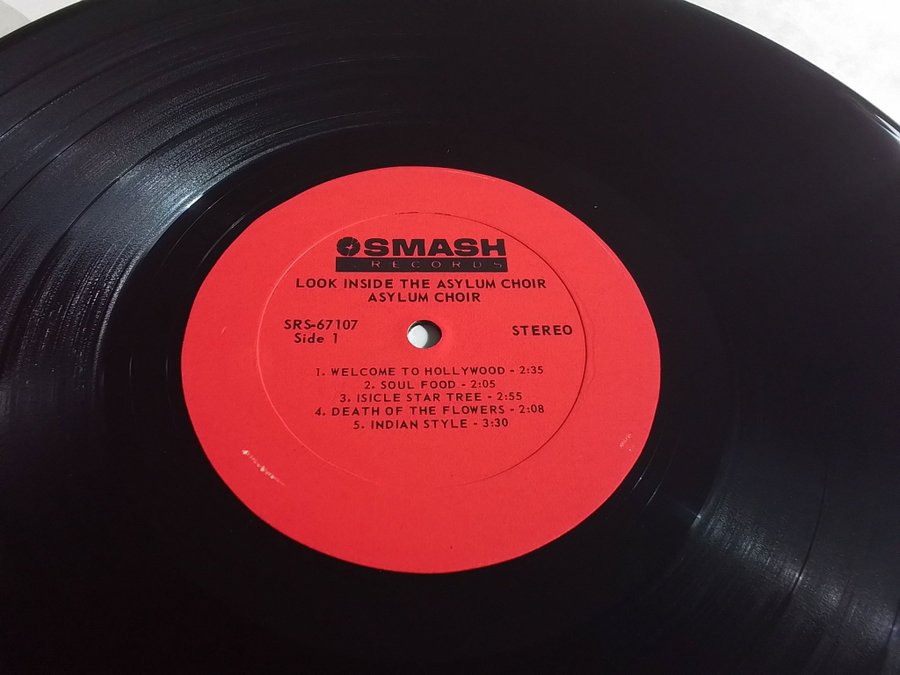 SMASH
RECORDS
LOOK INSIDE THE ASYLUM CHOIR
ASYLUM CHOIR
SRS-67107
Side 1
STEREO
1. WELCOME TO HOLLYWOOD - 2:35
2. SOUL FOOD - 2:05
3. ISICLE STAR TREE - 2:55
4. DEATH OF THE FLOWERS - 2:08
5. INDIAN STYLE - 3:30